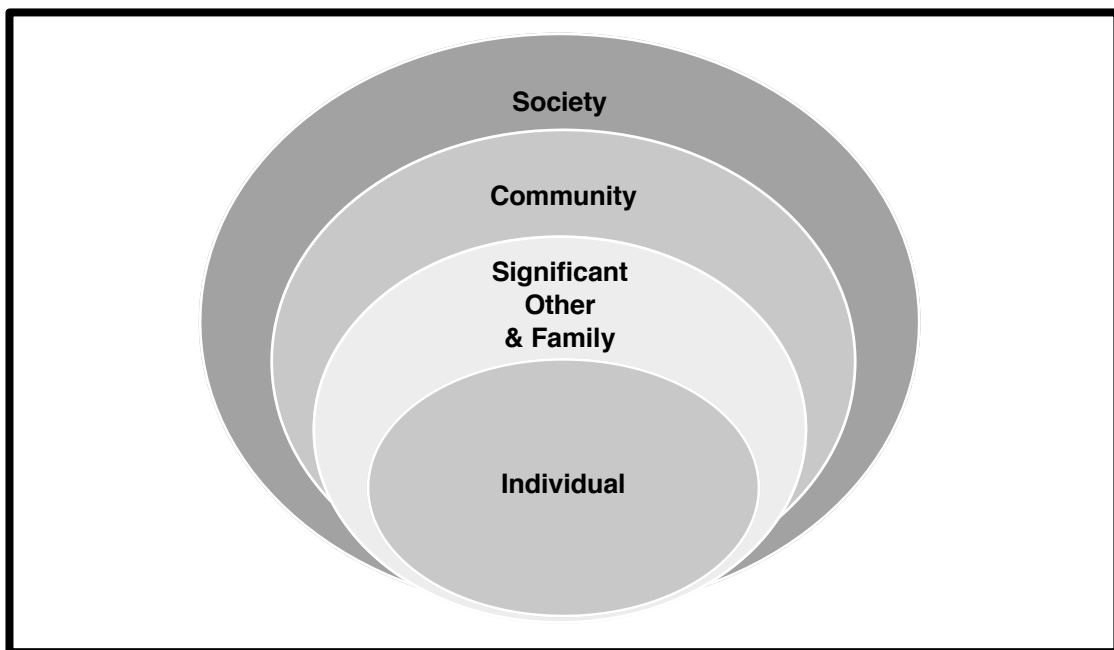 Society
Community
Significant
Other
& Family
Individual